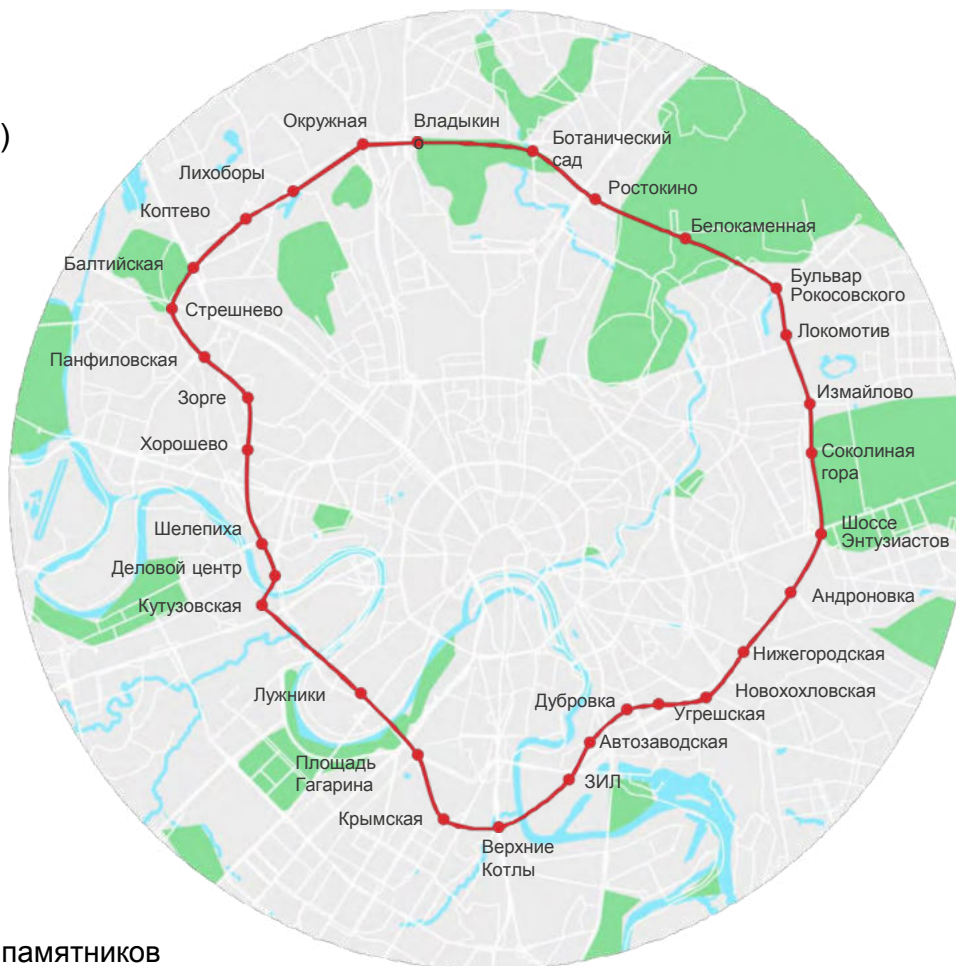 )
Окружная
Владыкин
о
Ботанический
сад
Лихоборы
Ростокино
Коптево
Белокаменная
Балтийская
Бульвар
Рокосовского
Стрешнево
Локомотив
Панфиловская
Зорге
Измайлово
Хорошево
Соколиная
гора
Шелепиха
Шоссе
Энтузиастов
Деловой центр
Кутузовская
Андроновка
Нижегородская
Лужники
Новохохловская
Дубровка
Угрешская
Автозаводская
Площадь
Гагарина
ЗИЛ
Крымская
Верхние
Котлы
памятников